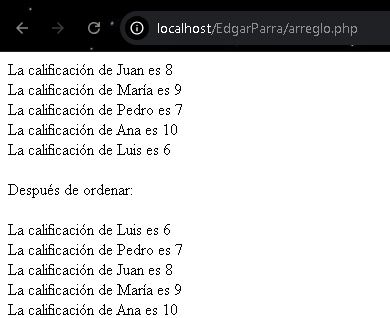 localhost/EdgarParra/arreglo.php
La calificación de Juan es 8
La calificación de María es 9
La calificación de Pedro es 7
La calificación de Ana es 10
La calificación de Luis es 6
Después de ordenar:
La calificación de Luis es 6
La calificación de Pedro es 7
La calificación de Juan es 8
La calificación de María es 9
La calificación de Ana es 10